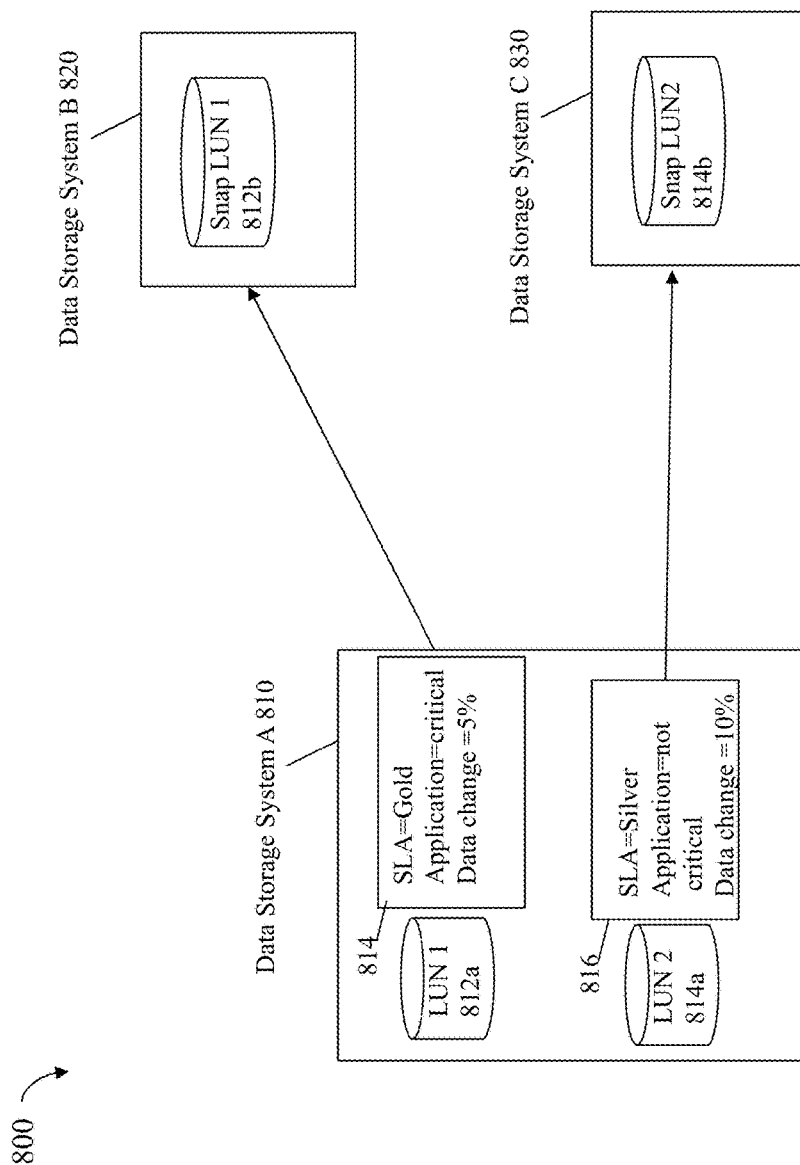 800
Data Storage System A 810
814
LUN 1
812a
SLA=Gold
Application=critical
Data change =5%
816
LUN 2
814a
SLA=Silver
Application=not
critical
Data change =10%
Data Storage System B 820
Snap LUN 1
812b
Data Storage System C 830
Snap LUN2
814b